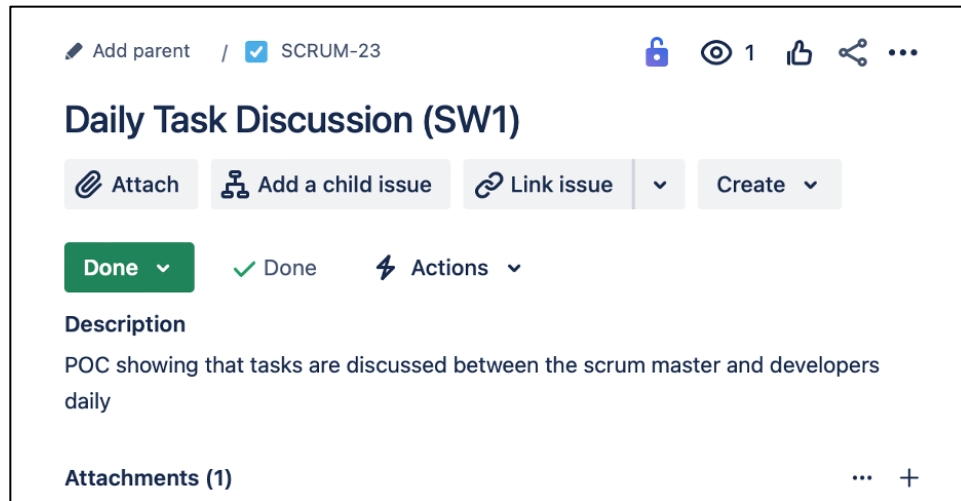 Add parent / SCRUM-23 1
Daily Task Discussion (SW1)
Attach Add a child issue Link issue Create
Done Done Actions
Description
POC showing that tasks are discussed between the scrum master and developers
daily
Attachments (1)